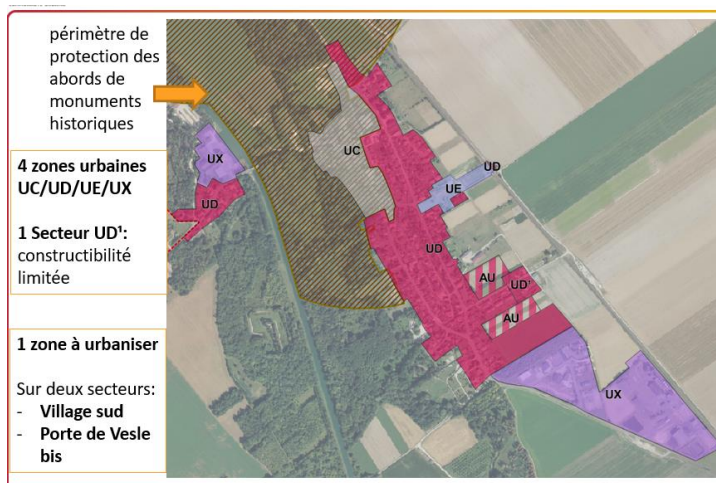 périmètre de
protection des
abords de
monuments
historiques
4 zones urbaines
UC/UD/UE/UX
1 Secteur UD¹:
constructibilité
limitée
1 zone à urbaniser
Sur deux secteurs:
- Village sud
- Porte de Vesle
bis
UX
UD
UC
UD
UE
UD
AU
UD'
AU
UX